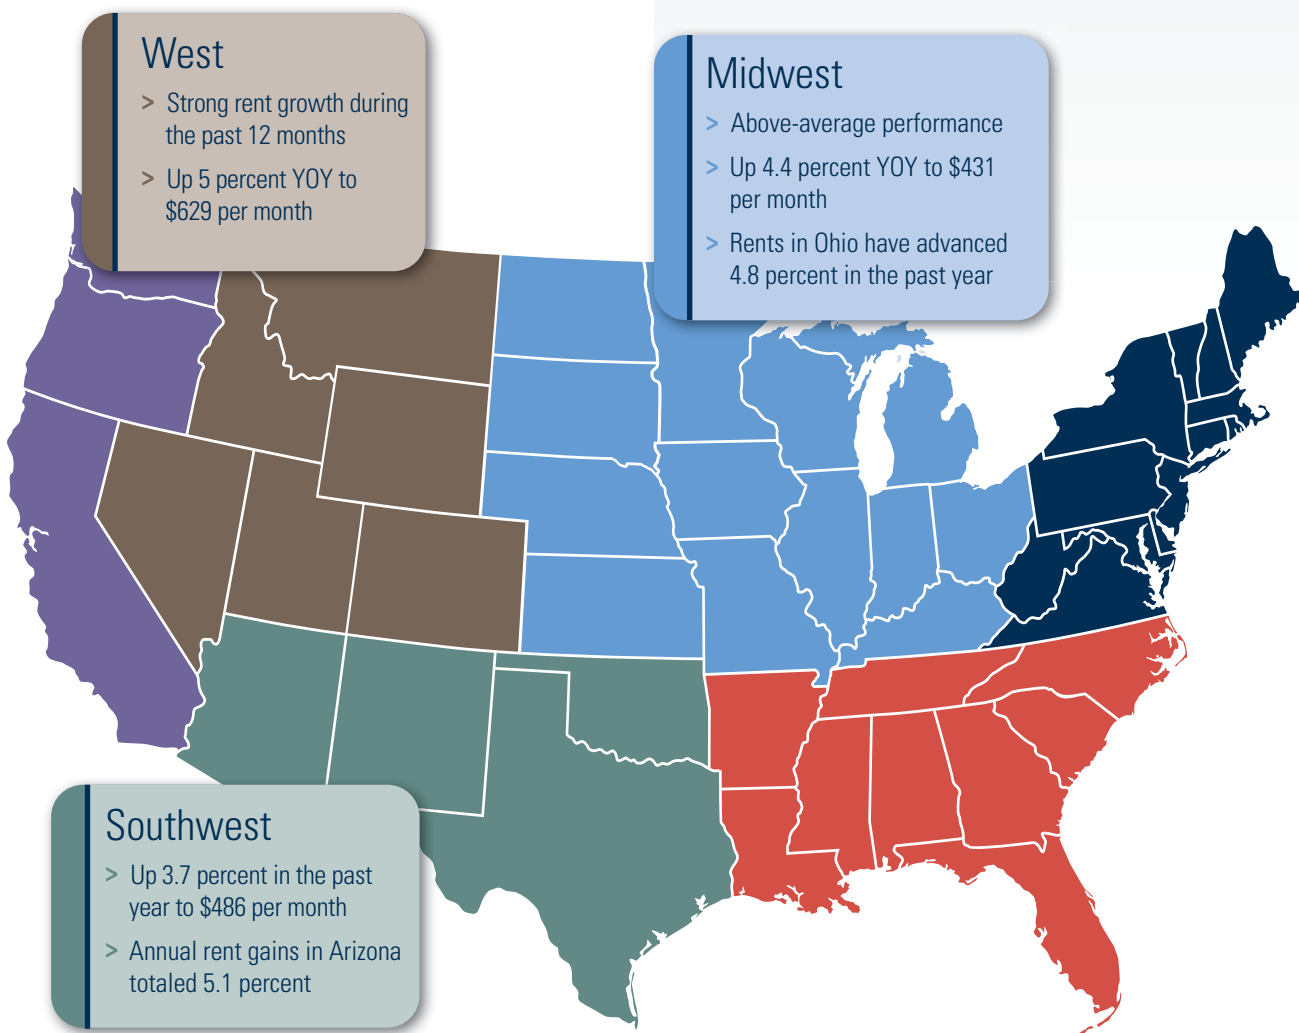 West
> Strong rent growth during
the past 12 months
> Up 5 percent YOY to
$629 per month
Midwest
> Above-average performance
> Up 4.4 percent YOY to $431
per month
> Rents in Ohio have advanced
4.8 percent in the past year
Southwest
> Up 3.7 percent in the past
year to $486 per month
> Annual rent gains in Arizona
totaled 5.1 percent